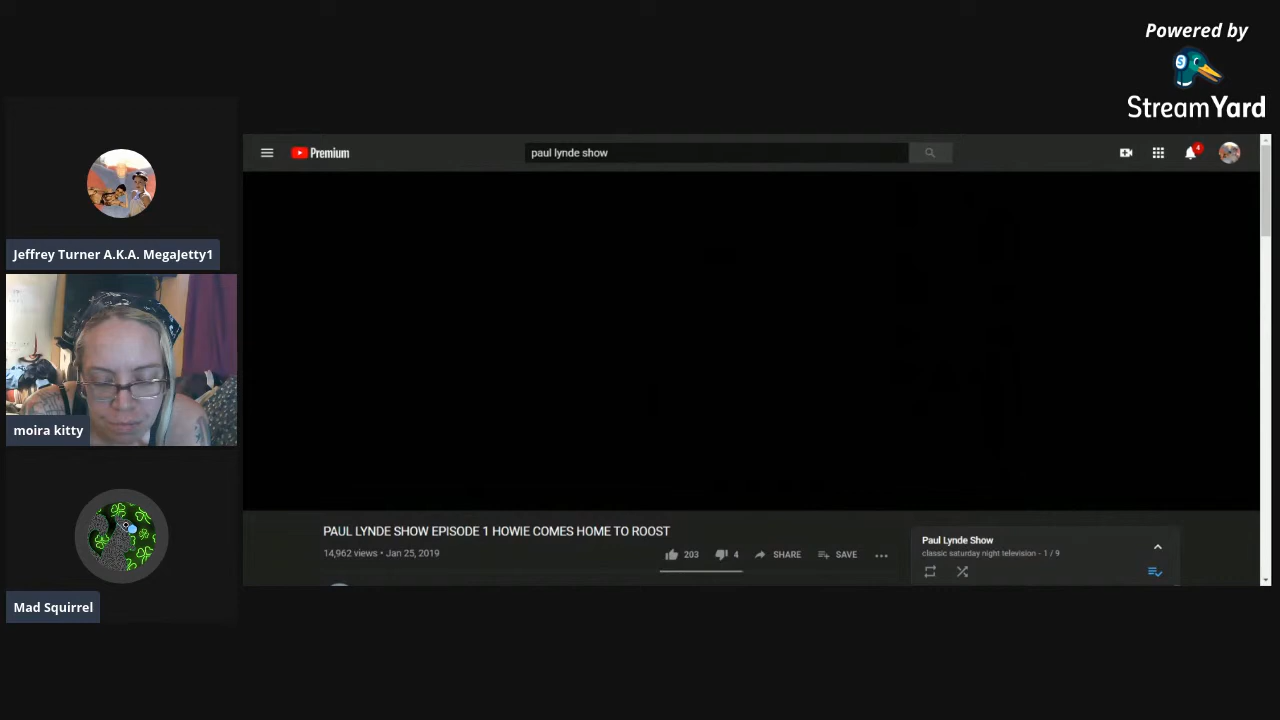 Powered by
StreamYard
Premium
paul lynde show
4
Jeffrey Turner A.K.A. MegaJetty1
moira kitty
Mad Squirrel
PAUL LYNDE SHOW EPISODE 1 HOWIE COMES HOME TO ROOST
14,962 views • Jan 25, 2019
203
4
SHARE
SAVE
Paul Lynde Show
classic saturday night television - 1 / 9